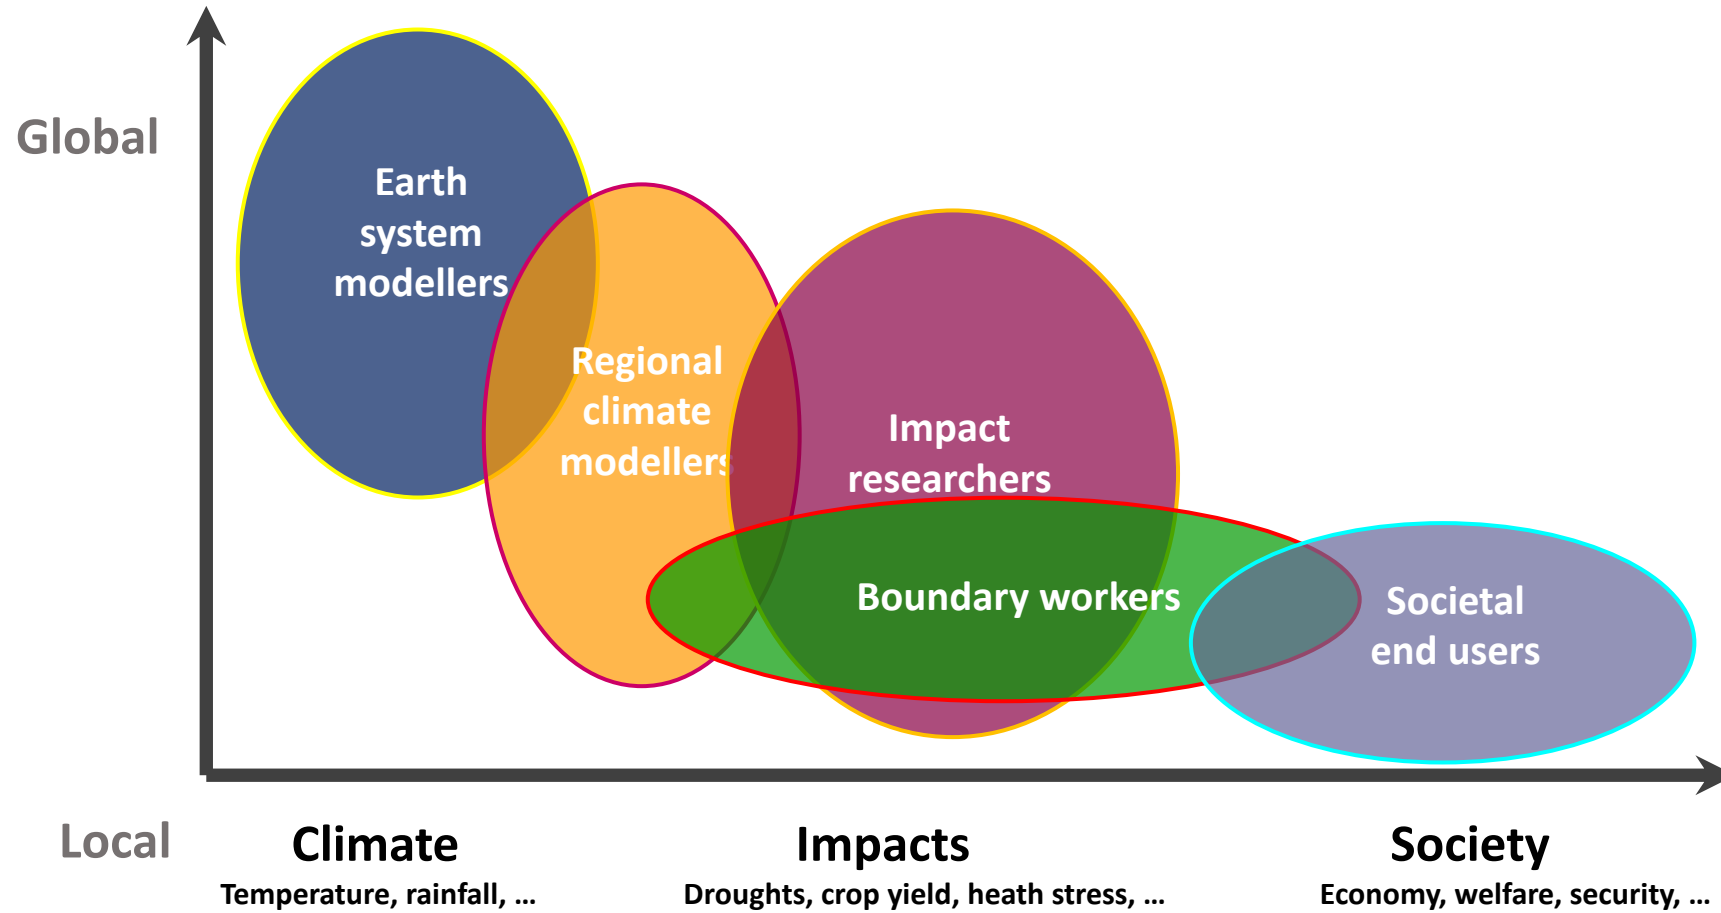 Global
Earth
system
modellers
Regional
climate
modellers
Impact
researchers
Boundary workers
Societal
end users
Local
Climate
Impacts
Society
Temperature, rainfall, ...
Droughts, crop yield, heath stress, ...
Economy, welfare, security, ...